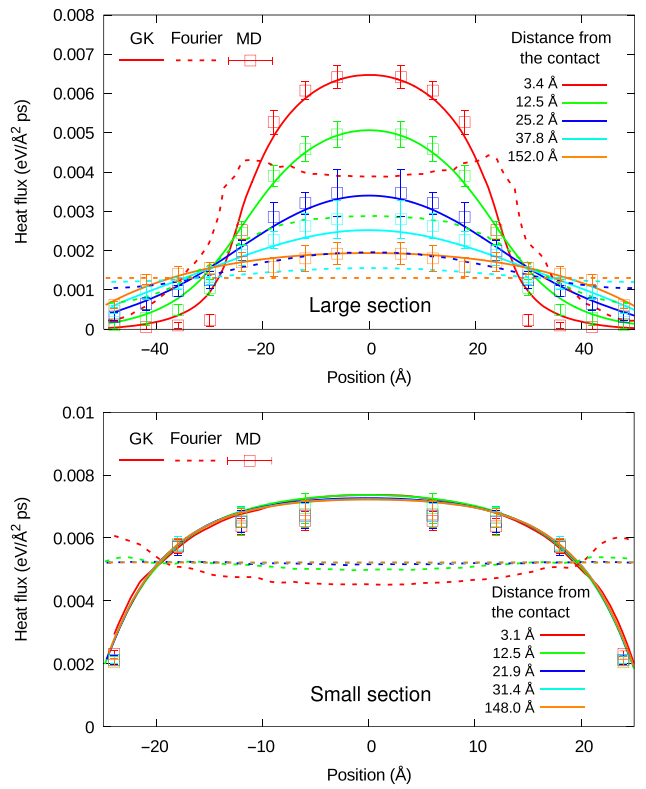 0.008
0.007
0.006
0.005
0.004
0.003
0.002
0.001
0
Heat flux (eV/Å² ps)
GK Fourier MD
Distance from
the contact
3.4 Å
12.5 Å
25.2 Å
37.8 Å
152.0 Å
Large section
−40 −20 0 20 40
Position (Å)
0.01
0.008
0.006
0.004
0.002
0
Heat flux (eV/Å² ps)
GK Fourier MD
Distance from
the contact
3.1 Å
12.5 Å
21.9 Å
31.4 Å
148.0 Å
Small section
−20 −10 0 10 20
Position (Å)